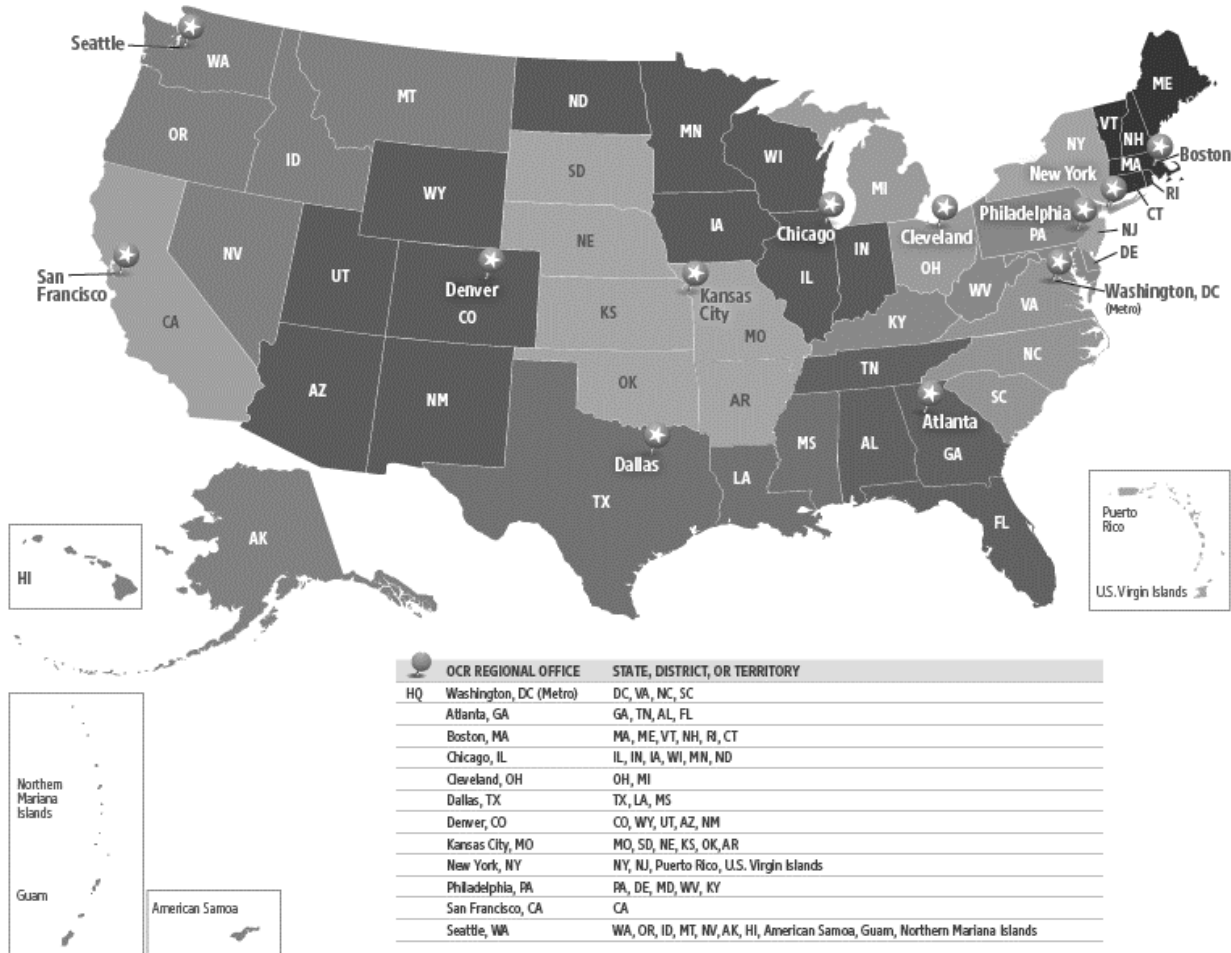 Seattle
WA
MT
ND
MN
ME
OR
ID
SD
WI
VT
NH
NY
MA
Boston
WY
MI
New York
RI
CT
NE
IA
Chicago
Cleveland
Philadelphia
PA
NJ
NV
UT
Denver
CO
IL
IN
OH
DE
San
Francisco
Kansas
City
WV
Washington, DC
(Metro)
VA
CA
KS
MO
KY
NC
AZ
NM
OK
AR
TN
SC
Atlanta
Dallas
MS
AL
GA
LA
TX
FL
AK
HI
Puerto
Rico
U.S. Virgin Islands
OCR REGIONAL OFFICE STATE, DISTRICT, OR TERRITORY
HQ Washington, DC (Metro) DC, VA, NC, SC
Atlanta, GA GA, TN, AL, FL
Boston, MA MA, ME, VT, NH, RI, CT
Chicago, IL IL, IN, IA, WI, MN, ND
Cleveland, OH OH, MI
Dallas, TX TX, LA, MS
Denver, CO CO, WY, UT, AZ, NM
Kansas City, MO MO, SD, NE, KS, OK,AR
New York, NY NY, NJ, Puerto Rico, U.S. Virgin Islands
Philadelphia, PA PA, DE, MD, WV, KY
San Francisco, CA CA
Seattle, WA WA, OR, ID, MT, NV, AK, HI, American Samoa, Guam, Northern Mariana Islands
Northern
Mariana
Islands
Guam
American Samoa